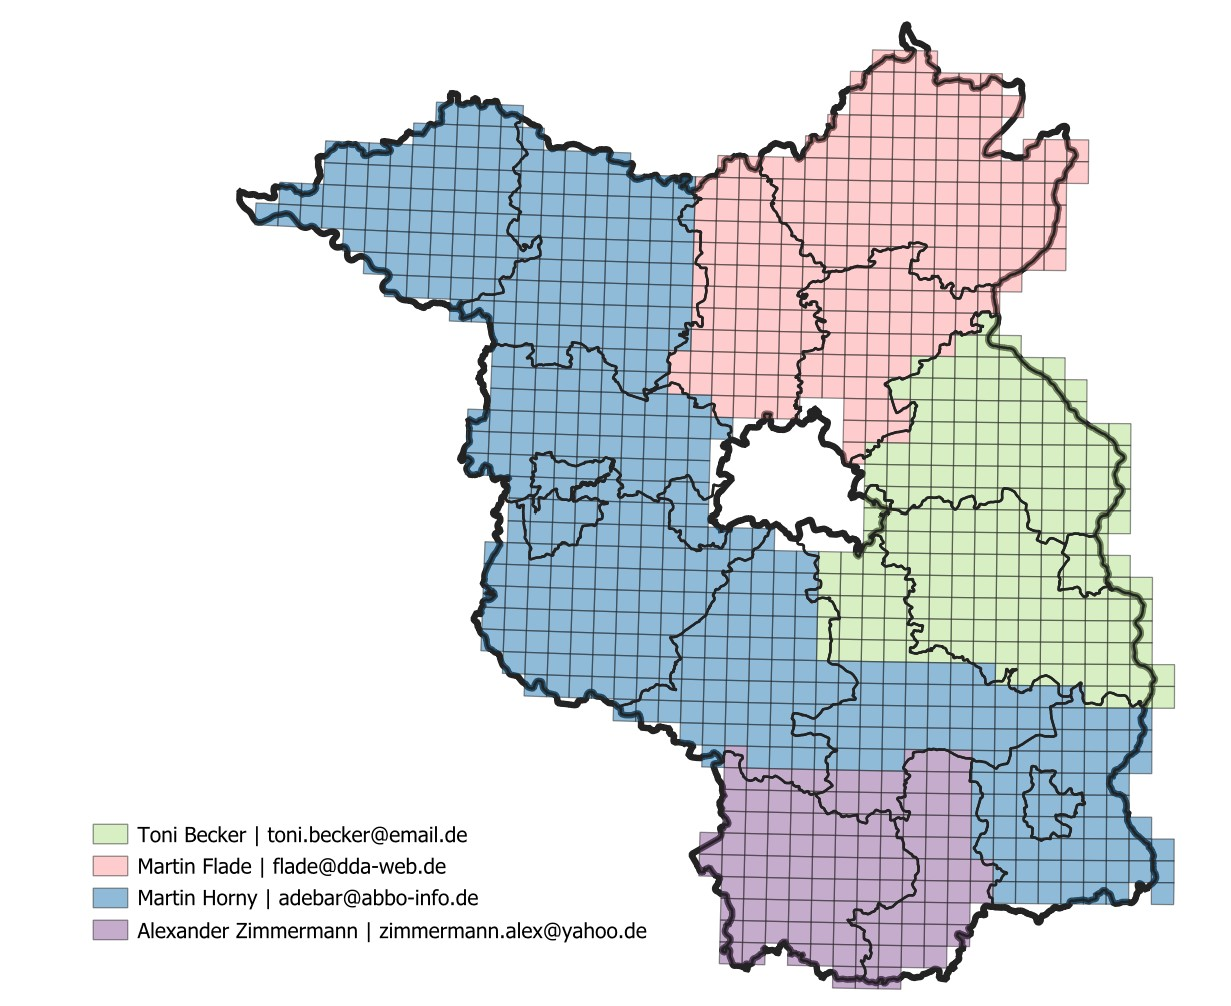 Toni Becker | toni.becker@email.de
Martin Flade | flade@dda-web.de
Martin Horny | adebar@abbo-info.de
Alexander Zimmermann | zimmermann.alex@yahoo.de